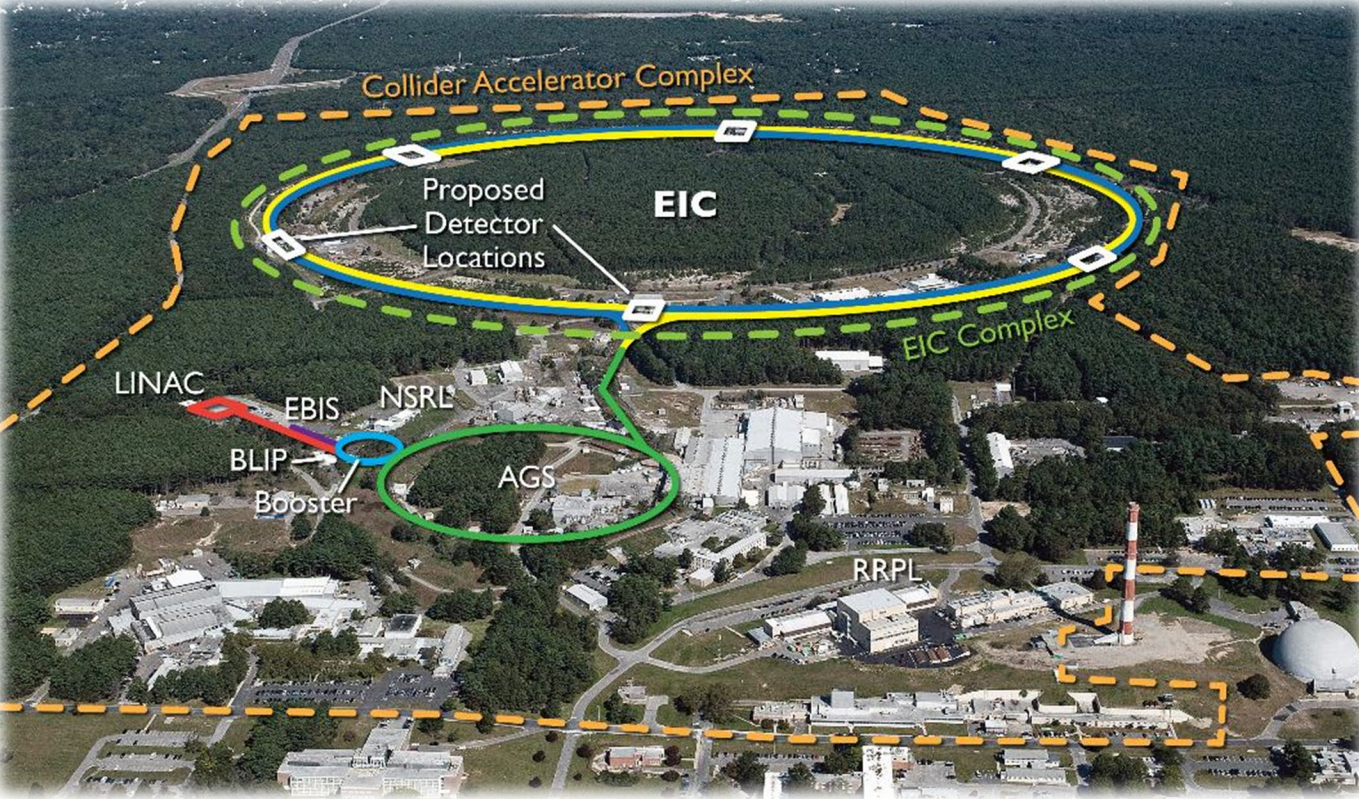 Collider Accelerator Complex
Proposed
Detector
Locations
EIC
EIC Complex
LINAC
EBIS
NSRL
BLIP
Booster
AGS
RRPL